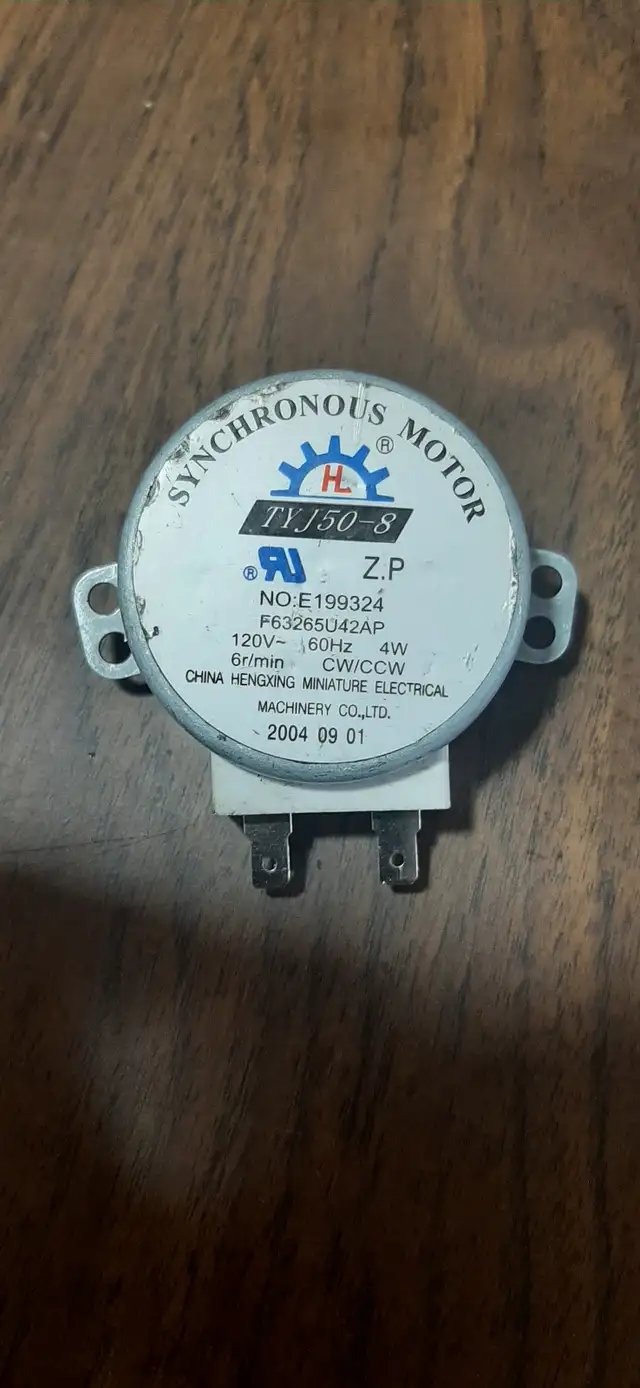 SYNCHRONOUS MOTOR
®
HL
TYJ50-8
®RU Z.P
NO:E199324
F63265U42AP
120V~ 60Hz 4W
6r/min CW/CCW
CHINA HENGXING MINIATURE ELECTRICAL
MACHINERY CO.,LTD.
2004 09 01